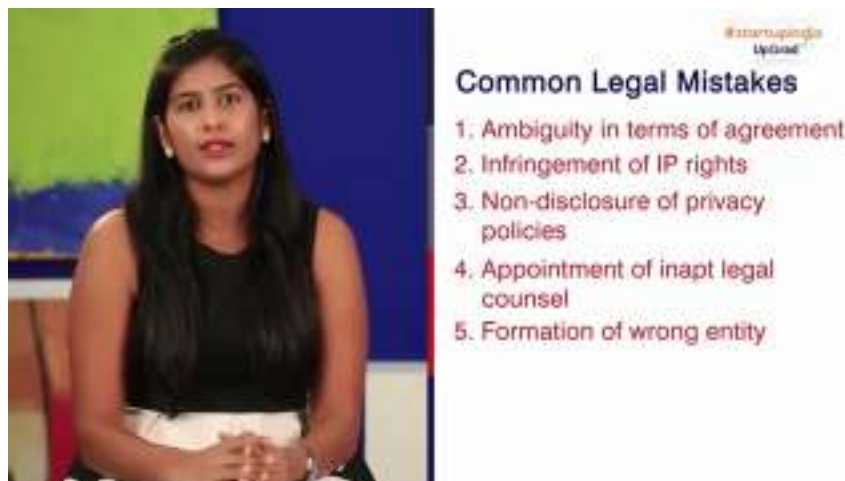 #startupindia
UpGrad
Common Legal Mistakes
1. Ambiguity in terms of agreement
2. Infringement of IP rights
3. Non-disclosure of privacy
policies
4. Appointment of inapt legal
counsel
5. Formation of wrong entity